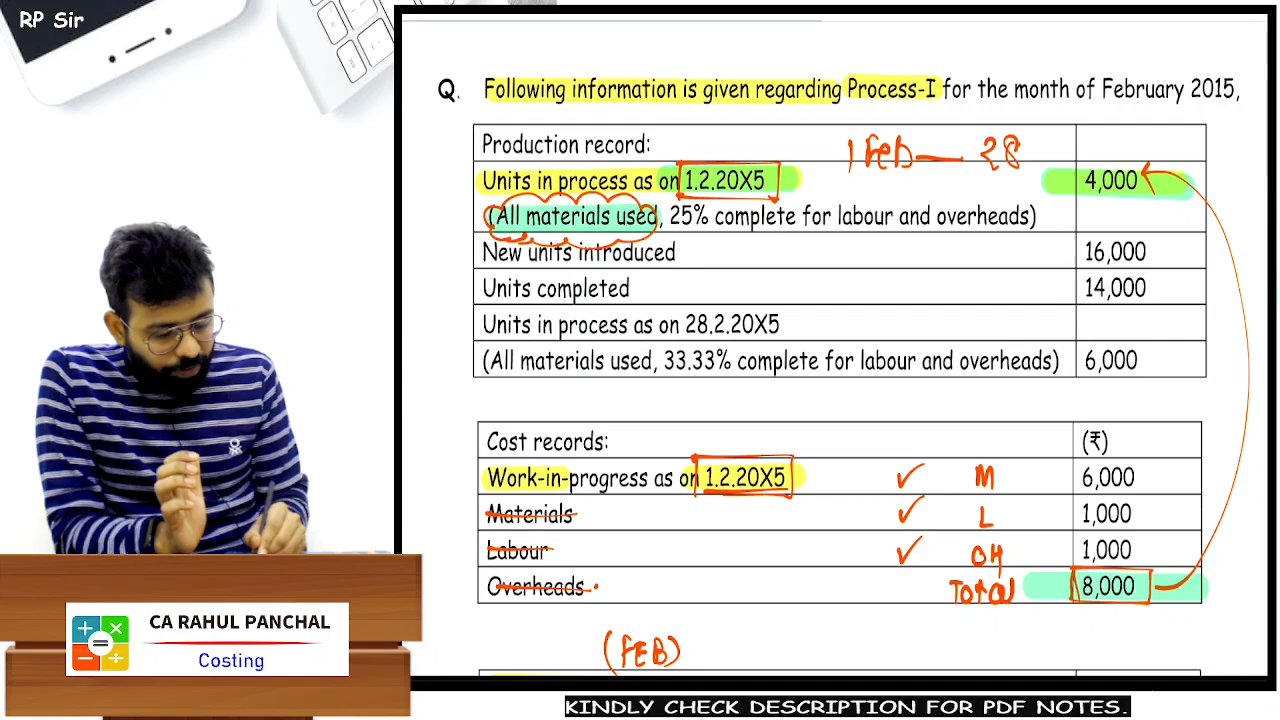 RP Sir
Q. Following information is given regarding Process-I for the month of February 2015,
Production record:
1 FEB — 28
Units in process as on 1.2.20X5 4,000
(All materials used, 25% complete for labour and overheads)
New units introduced 16,000
Units completed 14,000
Units in process as on 28.2.20X5
(All materials used, 33.33% complete for labour and overheads) 6,000
Cost records: (₹)
Work-in-progress as on 1.2.20X5 ✓ M 6,000
Materials ✓ L 1,000
Labour ✓ OH 1,000
Overheads Total 8,000
(FEB)
CA RAHUL PANCHAL
Costing
KINDLY CHECK DESCRIPTION FOR PDF NOTES.